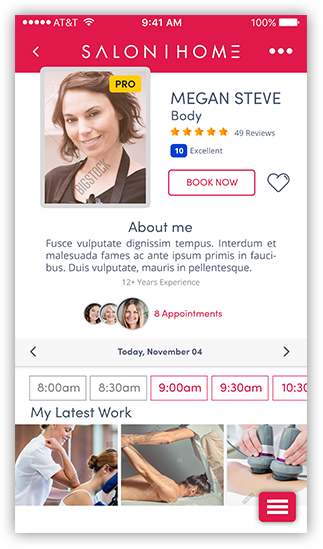 AT&T 9:41 AM 100%
SALON|HOME
PRO
BIGSTOCK
MEGAN STEVE
Body
49 Reviews
10 Excellent
BOOK NOW
About me
Fusce vulputate dignissim tempus. Interdum et
malesuada fames ac ante ipsum primis in fauci-
bus. Duis vulputate, mauris in pellentesque.
12+ Years Experience
8 Appointments
Today, November 04
8:00am 8:30am 9:00am 9:30am 10:30
My Latest Work